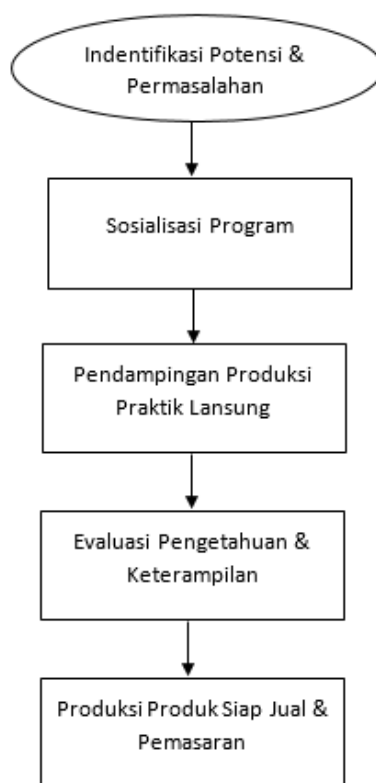 Indentifikasi Potensi &
Permasalahan
Sosialisasi Program
Pendampingan Produksi
Praktik Lansung
Evaluasi Pengetahuan &
Keterampilan
Produksi Produk Siap Jual &
Pemasaran